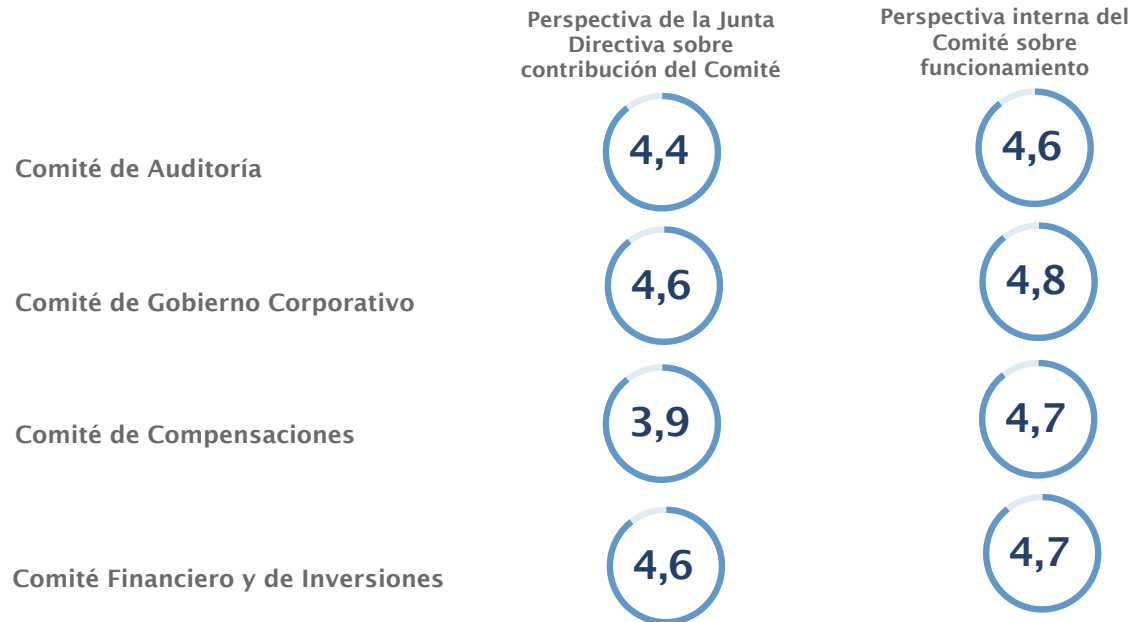 Perspectiva de la Junta
Directiva sobre
contribución del Comité
Perspectiva interna del
Comité sobre
funcionamiento
Comité de Auditoría
4,4
4,6
Comité de Gobierno Corporativo
4,6
4,8
Comité de Compensaciones
3,9
4,7
Comité Financiero y de Inversiones
4,6
4,7